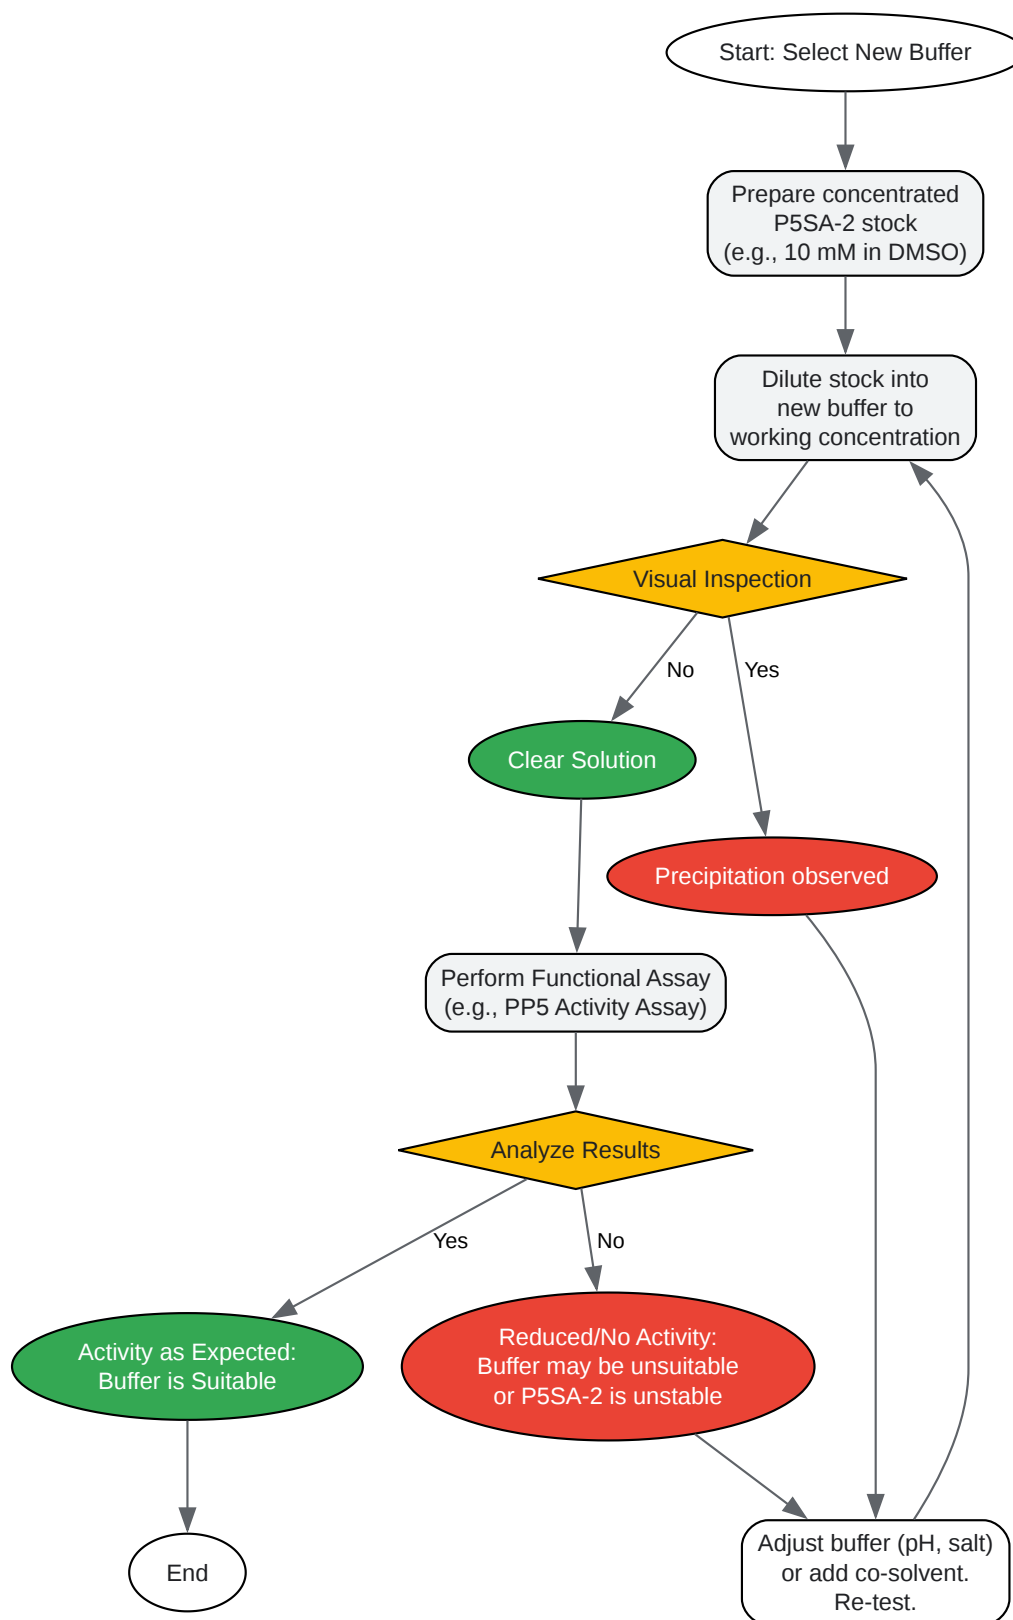 Start: Select New Buffer
Prepare concentrated
P5SA-2 stock
(e.g., 10 mM in DMSO)
Dilute stock into
new buffer to
working concentration
Visual Inspection
No
Yes
Clear Solution
Precipitation observed
Perform Functional Assay
(e.g., PP5 Activity Assay)
Analyze Results
Yes
No
Activity as Expected:
Buffer is Suitable
Reduced/No Activity:
Buffer may be unsuitable
or P5SA-2 is unstable
End
Adjust buffer (pH, salt)
or add co-solvent.
Re-test.